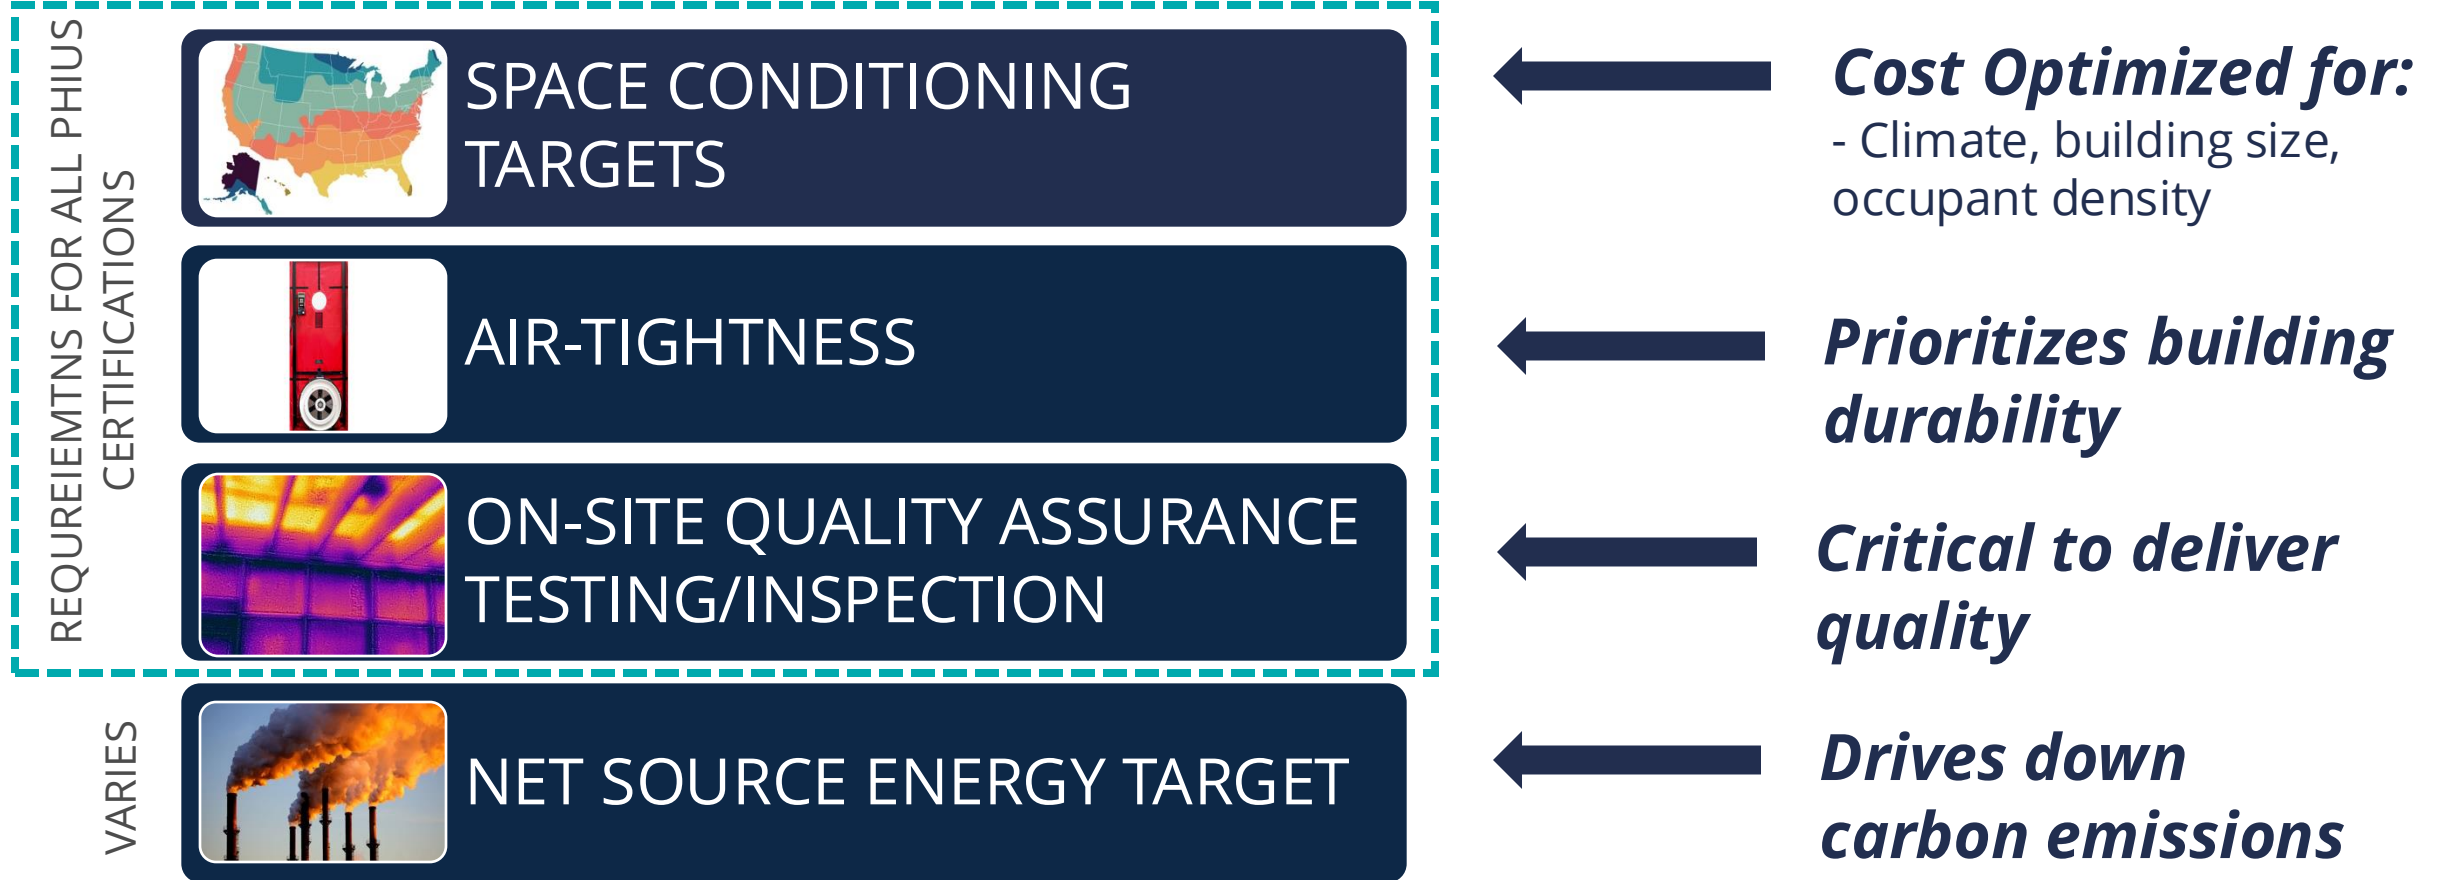 REQUREIEMTNS FOR ALL PHIUS
CERTIFICATIONS
SPACE CONDITIONING
TARGETS
Cost Optimized for:
- Climate, building size,
occupant density
AIR-TIGHTNESS
Prioritizes building
durability
ON-SITE QUALITY ASSURANCE
TESTING/INSPECTION
Critical to deliver
quality
VARIES
NET SOURCE ENERGY TARGET
Drives down
carbon emissions